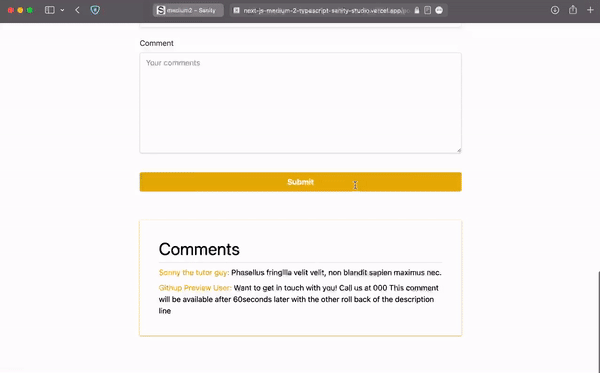 medium2 – Sanity
next-js-medium-2-typescript-sanity-studio.vercel.app/po
Comment
Your comments
Submit
Comments
Sonny the tutor guy: Phasellus fringilla velit velit, non blandit sapien maximus nec.
Github Preview User: Want to get in touch with you! Call us at 000 This comment
will be available after 60seconds later with the other roll back of the description
line